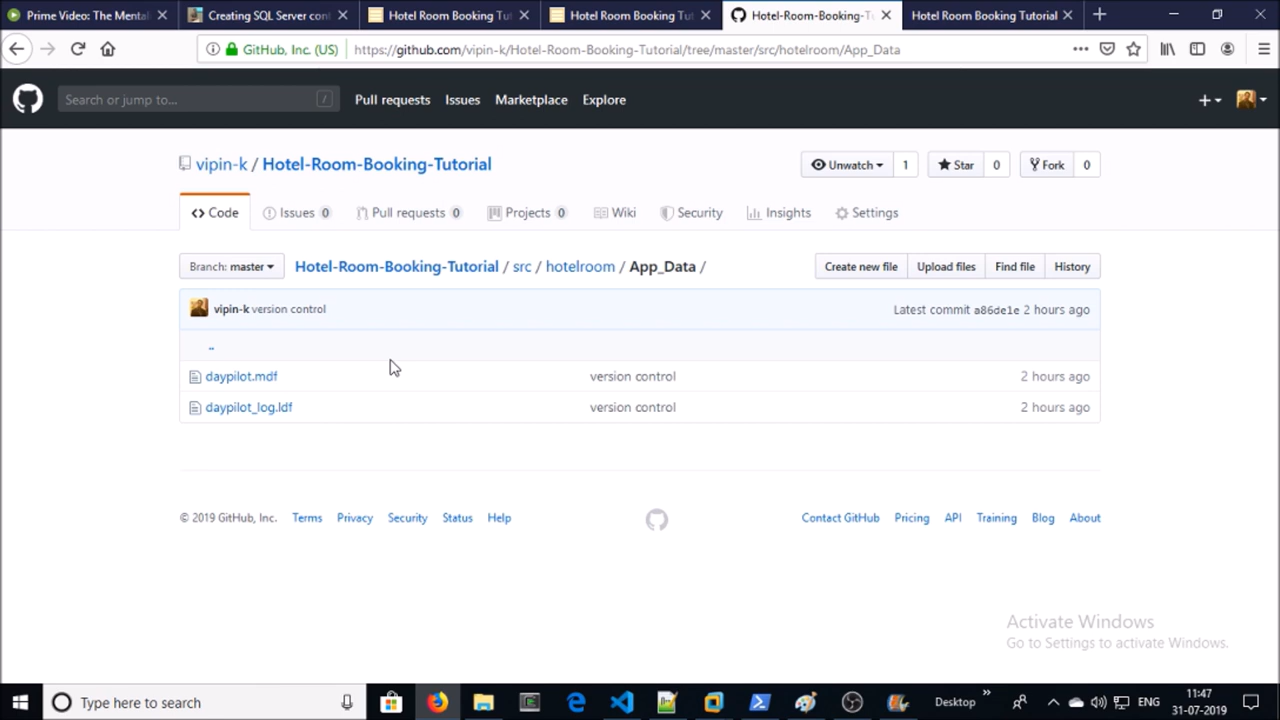 Prime Video: The Mental
Creating SQL Server con
Hotel Room Booking Tut
Hotel Room Booking Tut
Hotel-Room-Booking-T
Hotel Room Booking Tutorial
GitHub, Inc. (US)
https://github.com/vipin-k/Hotel-Room-Booking-Tutorial/tree/master/src/hotelroom/App_Data
Search or jump to...
/
Pull requests
Issues
Marketplace
Explore
vipin-k / Hotel-Room-Booking-Tutorial
Unwatch 1
Star 0
Fork 0
Code
Issues 0
Pull requests 0
Projects 0
Wiki
Security
Insights
Settings
Branch: master
Hotel-Room-Booking-Tutorial / src / hotelroom / App_Data /
Create new file
Upload files
Find file
History
vipin-k version control
Latest commit a86de1e 2 hours ago
..
daypilot.mdf version control 2 hours ago
daypilot_log.ldf version control 2 hours ago
© 2019 GitHub, Inc.
Terms
Privacy
Security
Status
Help
Contact GitHub
Pricing
API
Training
Blog
About
Activate Windows
Go to Settings to activate Windows.
Type here to search
Desktop
ENG
11:47
31-07-2019